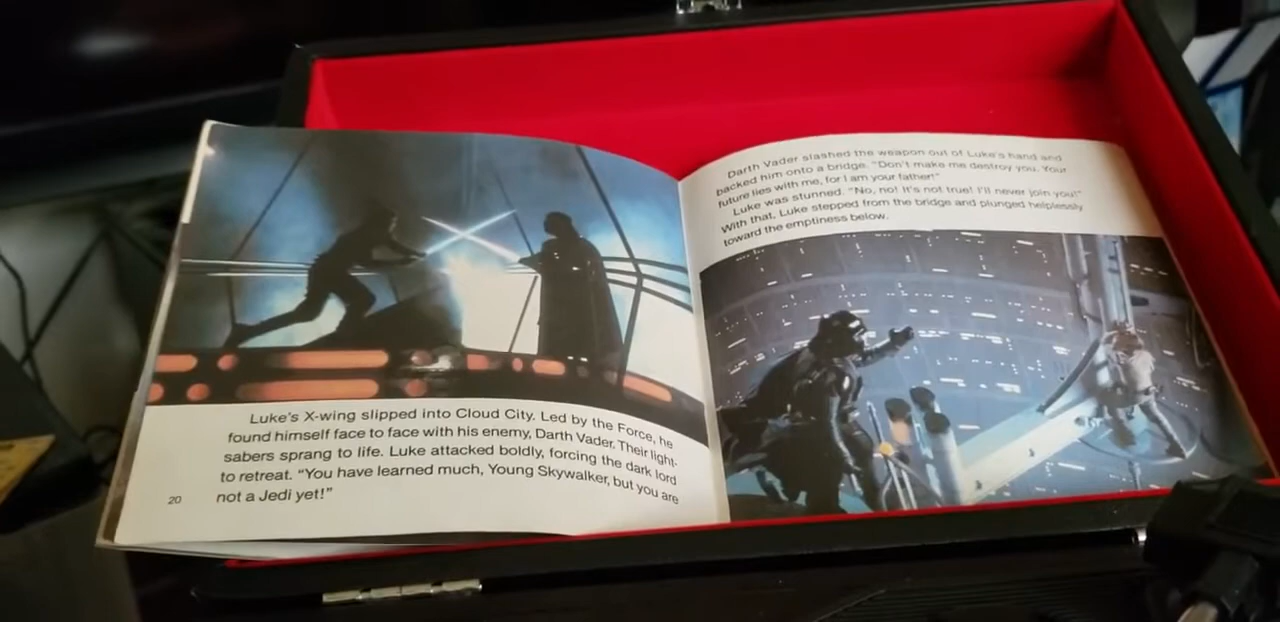 Luke's X-wing slipped into Cloud City. Led by the Force, he
found himself face to face with his enemy, Darth Vader. Their light-
sabers sprang to life. Luke attacked boldly, forcing the dark lord
to retreat. "You have learned much, Young Skywalker, but you are
not a Jedi yet!"
20
Darth Vader slashed the weapon out of Luke's hand and
backed him onto a bridge. "Don't make me destroy you. Your
future lies with me, for I am your father!"
Luke was stunned. "No, no! It's not true! I'll never join you!"
With that, Luke stepped from the bridge and plunged helplessly
toward the emptiness below.